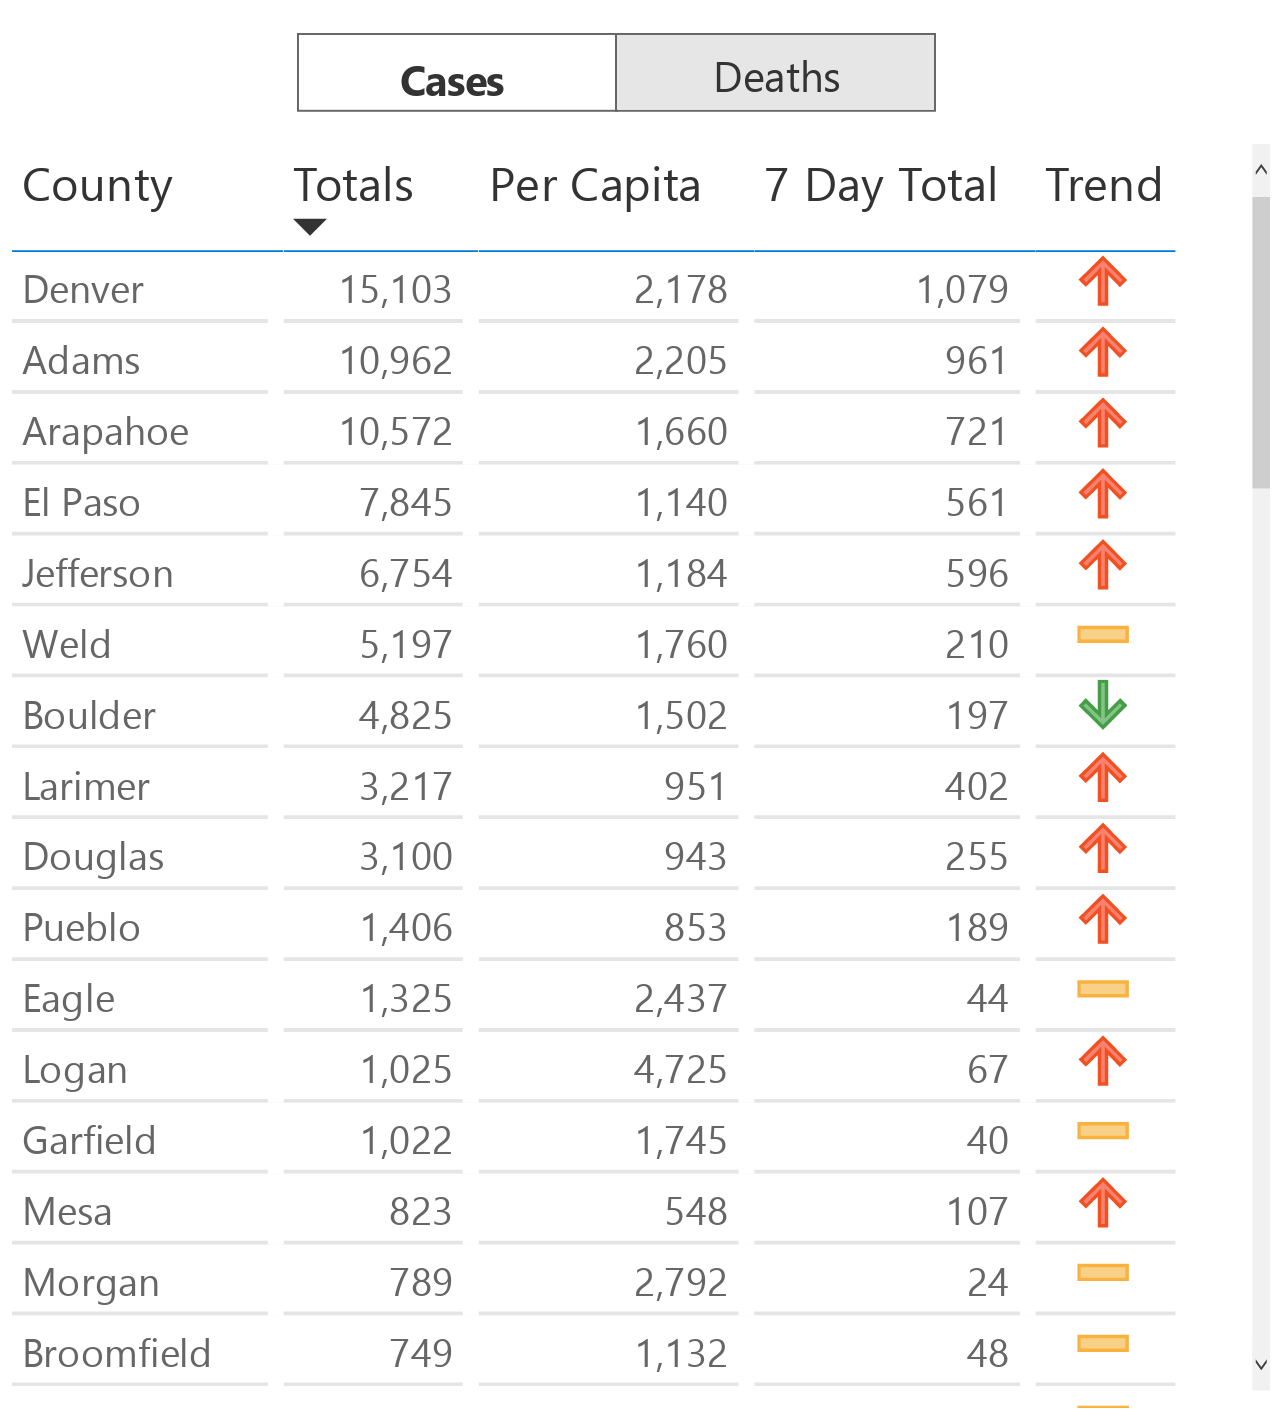 Cases Deaths
County Totals Per Capita 7 Day Total Trend
Denver 15,103 2,178 1,079
Adams 10,962 2,205 961
Arapahoe 10,572 1,660 721
El Paso 7,845 1,140 561
Jefferson 6,754 1,184 596
Weld 5,197 1,760 210
Boulder 4,825 1,502 197
Larimer 3,217 951 402
Douglas 3,100 943 255
Pueblo 1,406 853 189
Eagle 1,325 2,437 44
Logan 1,025 4,725 67
Garfield 1,022 1,745 40
Mesa 823 548 107
Morgan 789 2,792 24
Broomfield 749 1,132 48